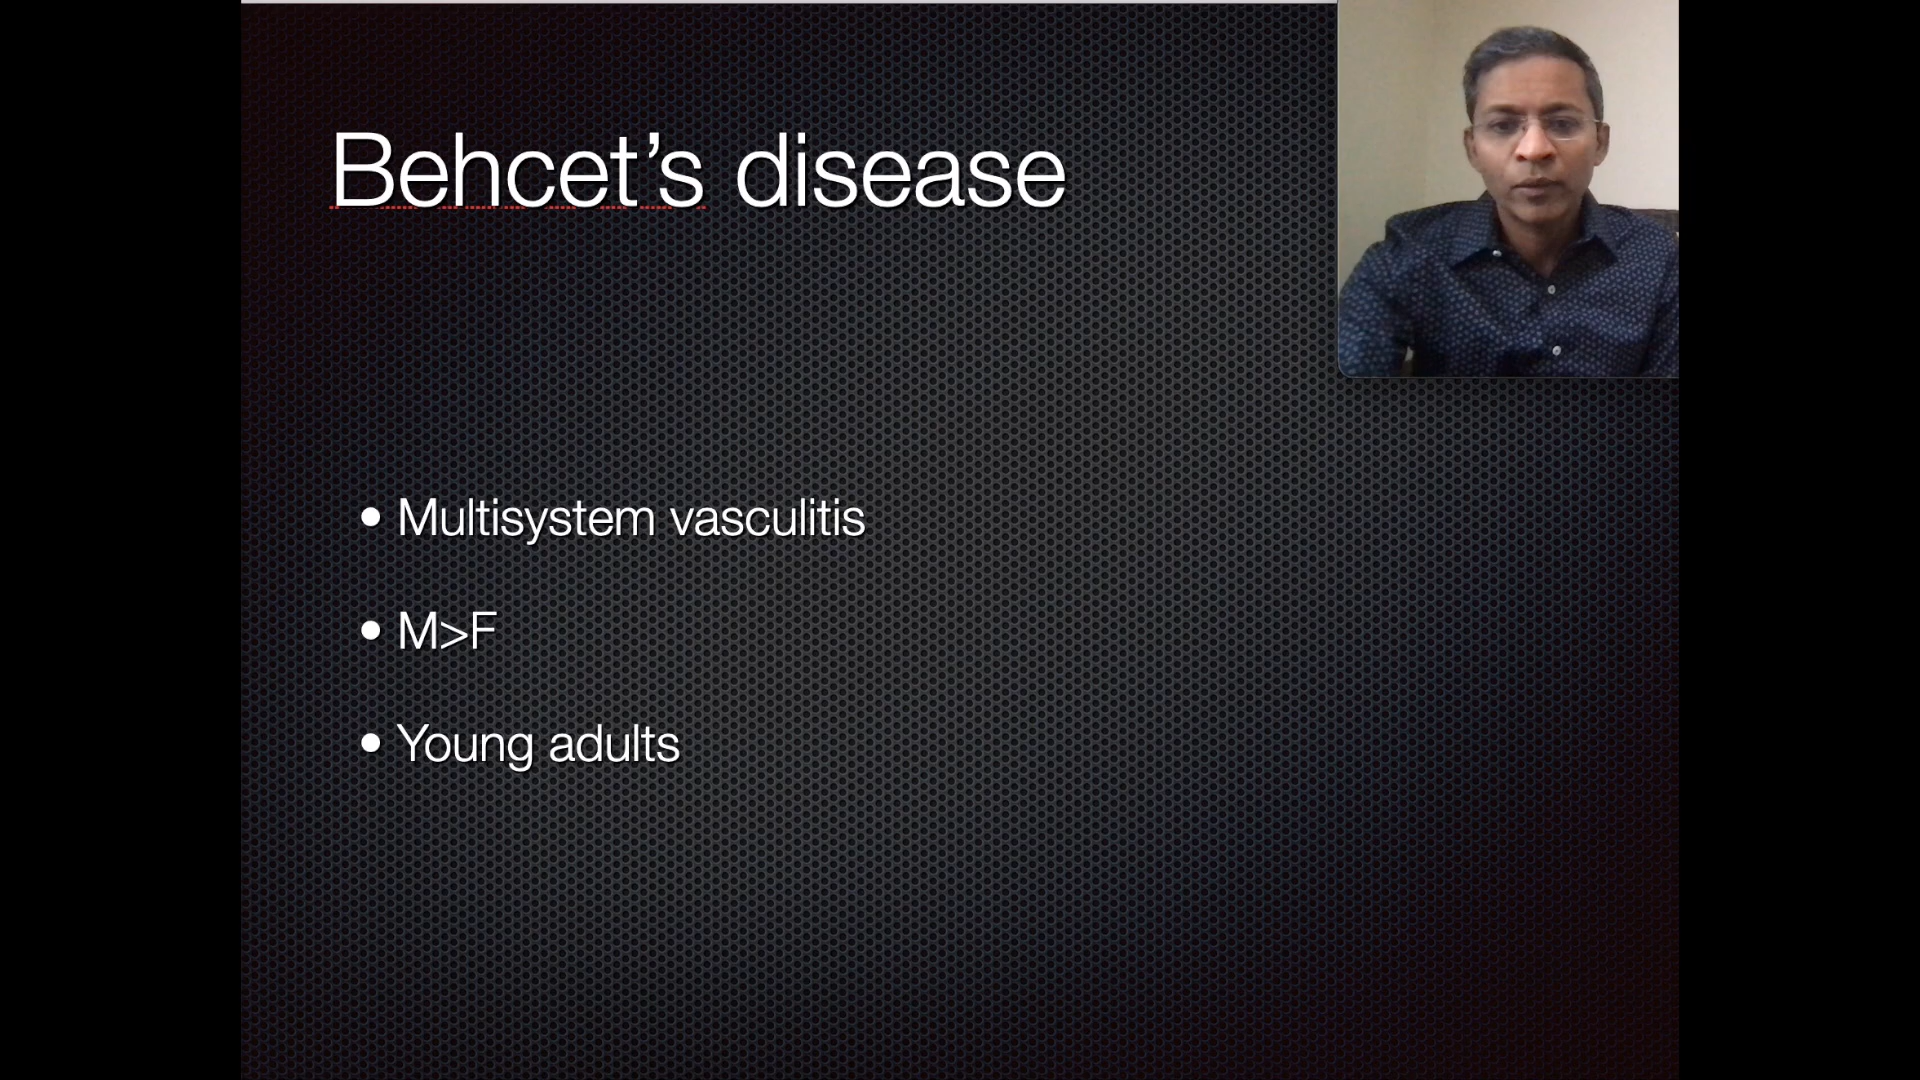 Behcet’s disease
• Multisystem vasculitis
• M>F
• Young adults